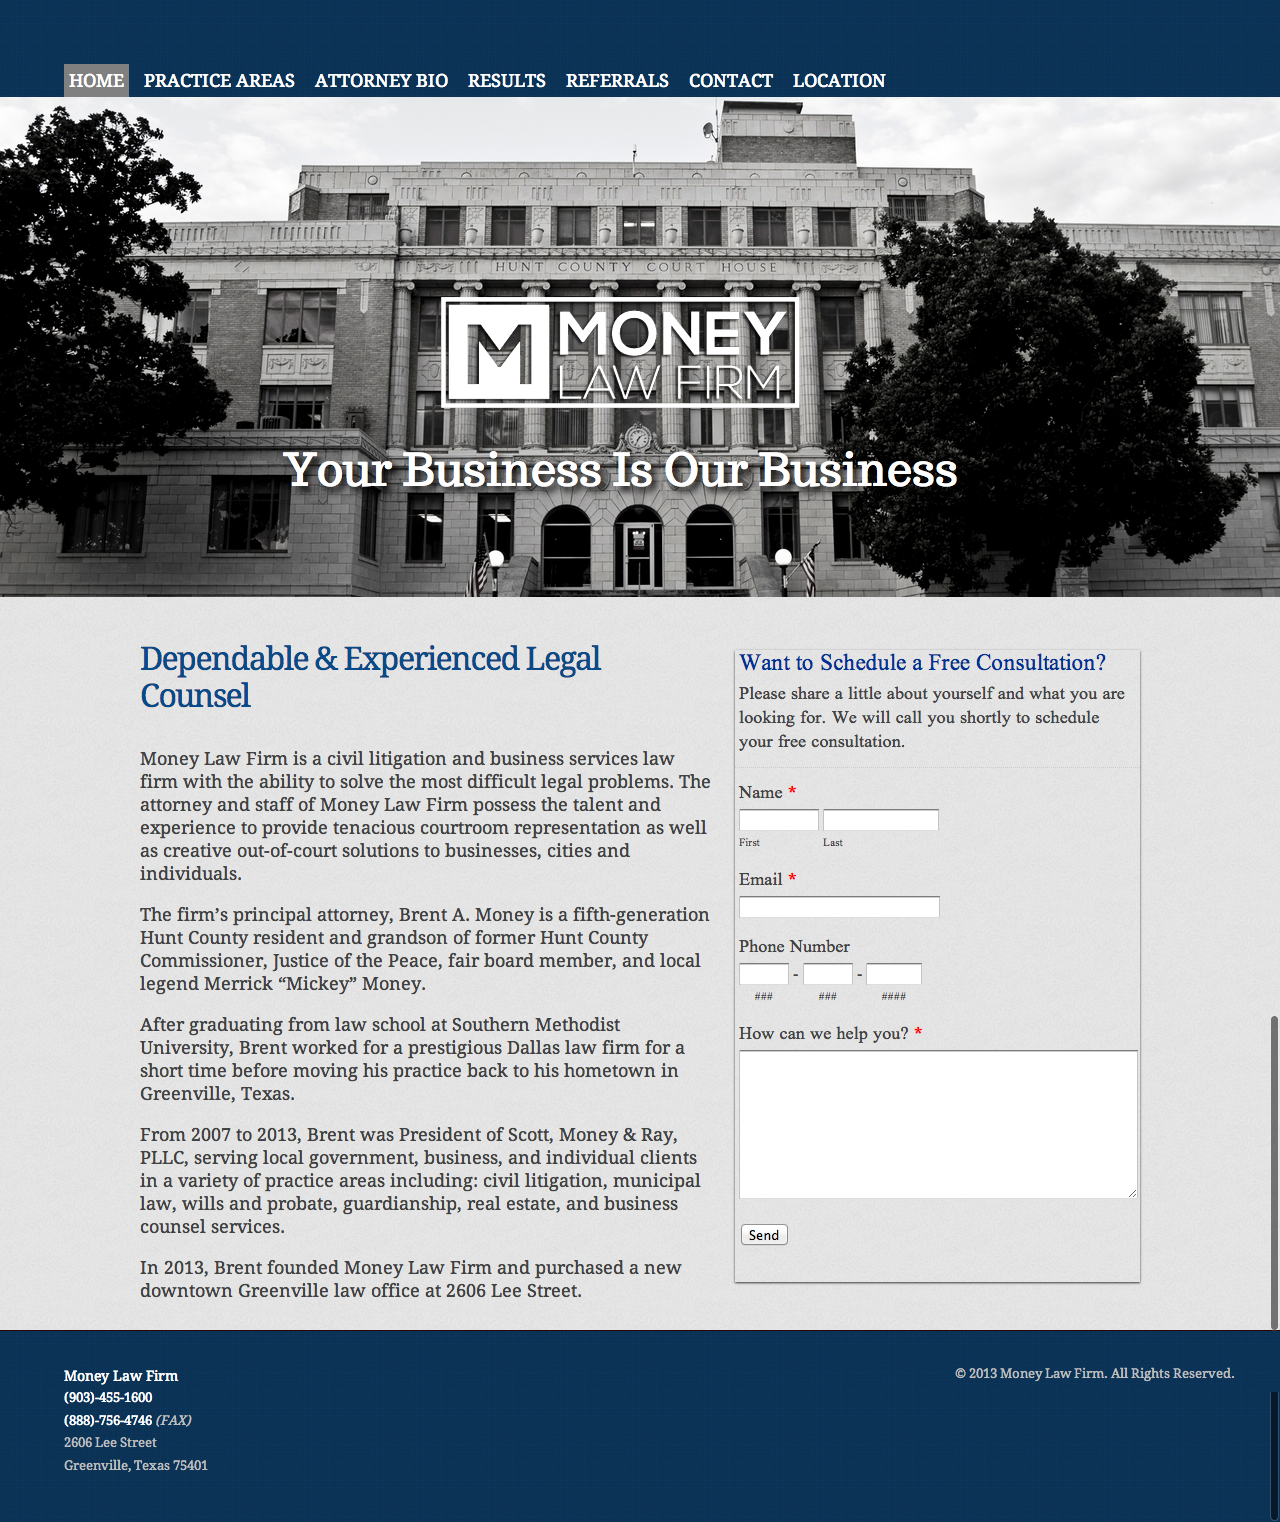 HOME PRACTICE AREAS ATTORNEY BIO RESULTS REFERRALS CONTACT LOCATION
HUNT COUNTY COURT HOUSE
M MONEY
LAW FIRM
Your Business Is Our Business
Dependable & Experienced Legal
Counsel
Money Law Firm is a civil litigation and business services law
firm with the ability to solve the most difficult legal problems. The
attorney and staff of Money Law Firm possess the talent and
experience to provide tenacious courtroom representation as well
as creative out-of-court solutions to businesses, cities and
individuals.
The firm’s principal attorney, Brent A. Money is a fifth-generation
Hunt County resident and grandson of former Hunt County
Commissioner, Justice of the Peace, fair board member, and local
legend Merrick “Mickey” Money.
After graduating from law school at Southern Methodist
University, Brent worked for a prestigious Dallas law firm for a
short time before moving his practice back to his hometown in
Greenville, Texas.
From 2007 to 2013, Brent was President of Scott, Money & Ray,
PLLC, serving local government, business, and individual clients
in a variety of practice areas including: civil litigation, municipal
law, wills and probate, guardianship, real estate, and business
counsel services.
In 2013, Brent founded Money Law Firm and purchased a new
downtown Greenville law office at 2606 Lee Street.
Want to Schedule a Free Consultation?
Please share a little about yourself and what you are
looking for. We will call you shortly to schedule
your free consultation.
Name *
First Last
Email *
Phone Number
- -
### ### ####
How can we help you? *
Send
Money Law Firm
(903)-455-1600
(888)-756-4746 (FAX)
2606 Lee Street
Greenville, Texas 75401
© 2013 Money Law Firm. All Rights Reserved.